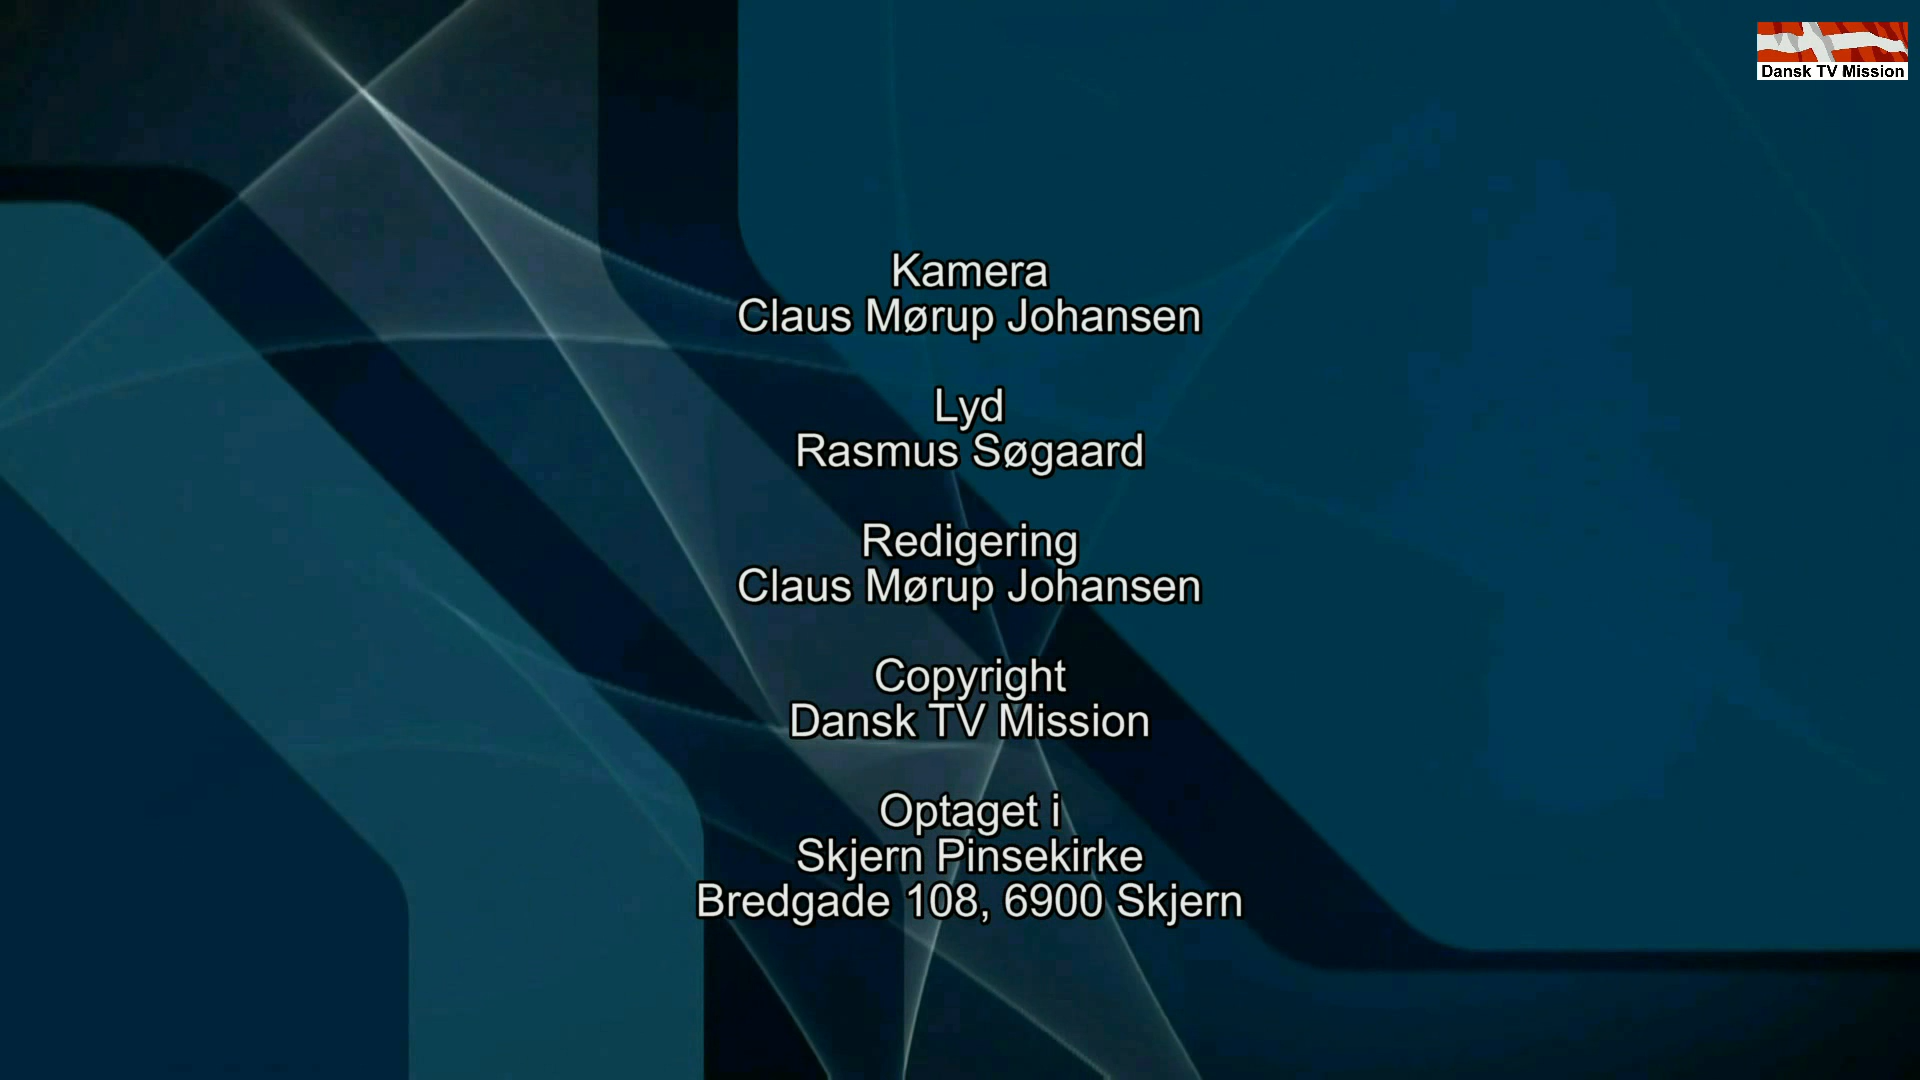 Dansk TV Mission
Kamera
Claus Mørup Johansen
Lyd
Rasmus Søgaard
Redigering
Claus Mørup Johansen
Copyright
Dansk TV Mission
Optaget i
Skjern Pinsekirke
Bredgade 108, 6900 Skjern